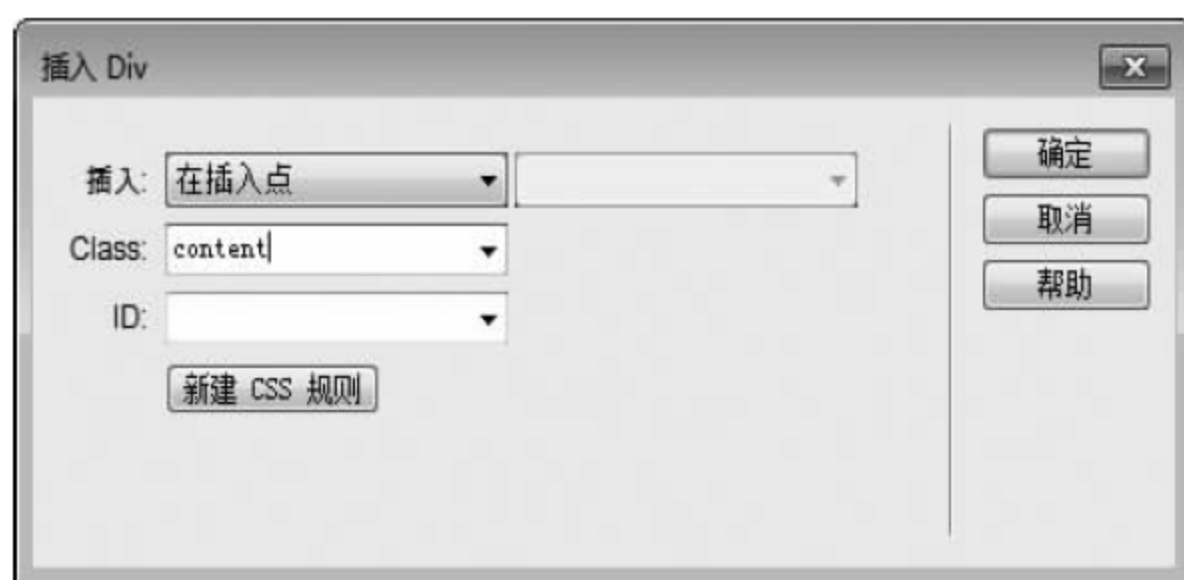 插入 Div
插入: 在插入点
确定
Class: content
取消
ID:
帮助
新建 CSS 规则